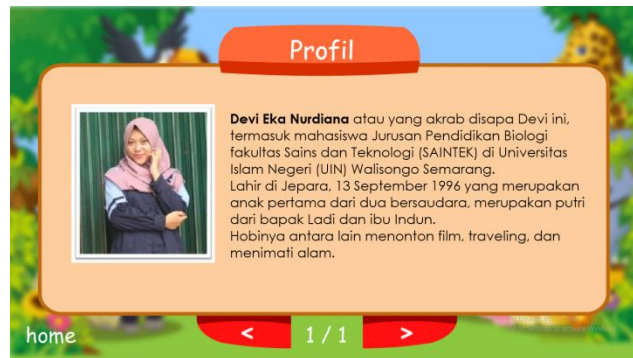 Profil
Devi Eka Nurdiana atau yang akrab disapa Devi ini,
termasuk mahasiswa Jurusan Pendidikan Biologi
fakultas Sains dan Teknologi (SAINTEK) di Universitas
Islam Negeri (UIN) Walisongo Semarang.
Lahir di Jepara, 13 September 1996 yang merupakan
anak pertama dari dua bersaudara, merupakan putri
dari bapak Ladi dan ibu Indun.
Hobinya antara lain menonton film, traveling, dan
menimati alam.
home < 1 / 1 >